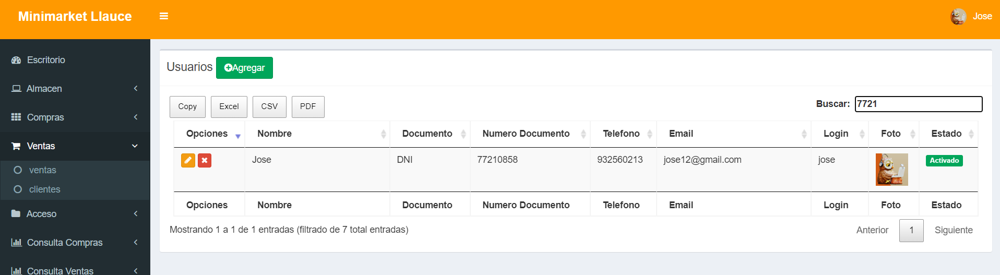 Minimarket Llauce
Jose
Escritorio
Almacen
Compras
Ventas
ventas
clientes
Acceso
Consulta Compras
Consulta Ventas
Usuarios Agregar
Copy Excel CSV PDF
Buscar: 7721
Opciones Nombre Documento Numero Documento Telefono Email Login Foto Estado
Jose DNI 77210858 932560213 jose12@gmail.com jose Activado
Opciones Nombre Documento Numero Documento Telefono Email Login Foto Estado
Mostrando 1 a 1 de 1 entradas (filtrado de 7 total entradas)
Anterior 1 Siguiente